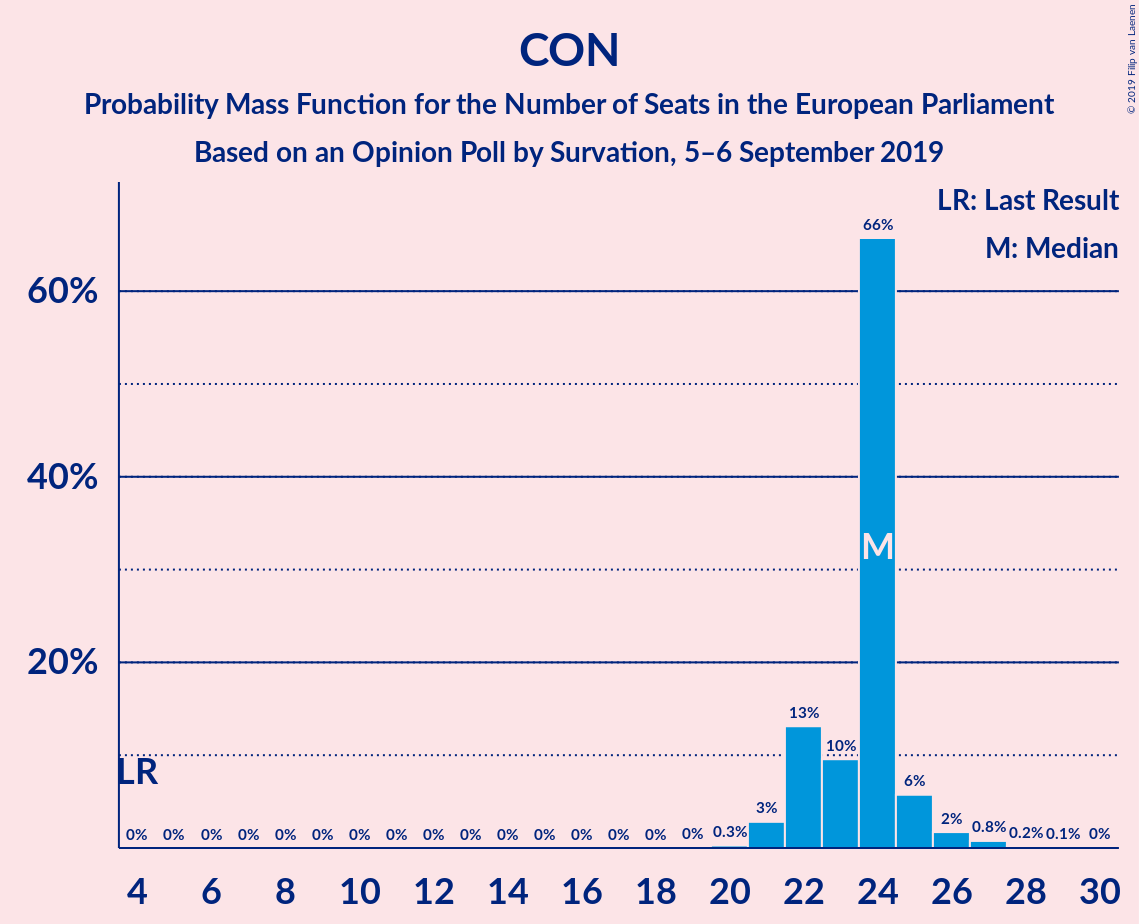 © 2019 Filip van Laenen
CON
Probability Mass Function for the Number of Seats in the European Parliament
Based on an Opinion Poll by Survation, 5–6 September 2019
LR: Last Result
M: Median
66%
60%
40%
M
20%
13%
10%
LR
6%
3%
2%
0% 0% 0% 0% 0% 0% 0% 0% 0% 0% 0% 0% 0% 0% 0% 0% 0.3% 0.8% 0.2% 0.1% 0%
4 6 8 10 12 14 16 18 20 22 24 26 28 30